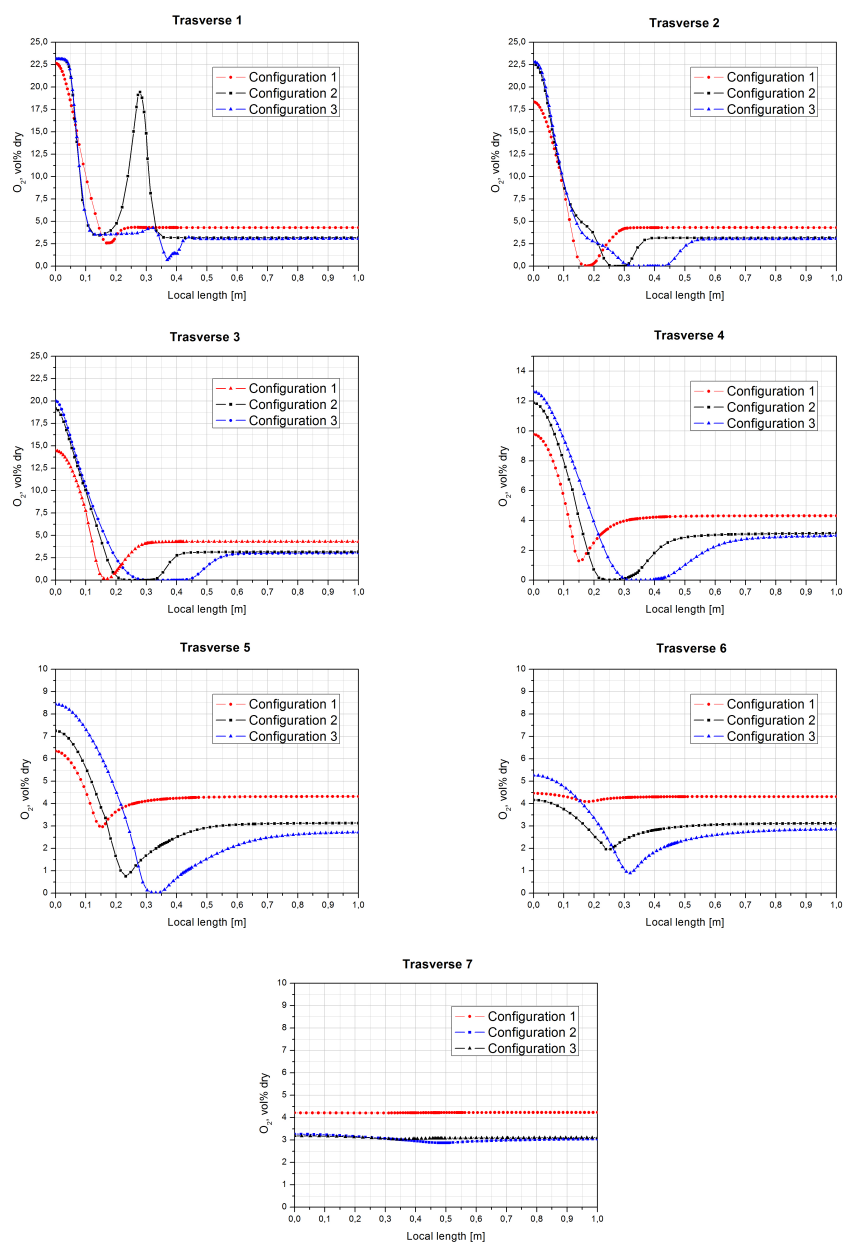 Trasverse 1
25,0
22,5
20,0
17,5
15,0
12,5
10,0
7,5
5,0
2,5
0,0
O2, vol% dry
Configuration 1
Configuration 2
Configuration 3
0,0 0,1 0,2 0,3 0,4 0,5 0,6 0,7 0,8 0,9 1,0
Local length [m]
Trasverse 2
25,0
22,5
20,0
17,5
15,0
12,5
10,0
7,5
5,0
2,5
0,0
O2, vol% dry
Configuration 1
Configuration 2
Configuration 3
0,0 0,1 0,2 0,3 0,4 0,5 0,6 0,7 0,8 0,9 1,0
Local length [m]
Trasverse 3
25,0
22,5
20,0
17,5
15,0
12,5
10,0
7,5
5,0
2,5
0,0
O2, vol% dry
Configuration 1
Configuration 2
Configuration 3
0,0 0,1 0,2 0,3 0,4 0,5 0,6 0,7 0,8 0,9 1,0
Local length [m]
Trasverse 4
14
12
10
8
6
4
2
0
O2, vol% dry
Configuration 1
Configuration 2
Configuration 3
0,0 0,1 0,2 0,3 0,4 0,5 0,6 0,7 0,8 0,9 1,0
Local length [m]
Trasverse 5
10
9
8
7
6
5
4
3
2
1
0
O2, vol% dry
Configuration 1
Configuration 2
Configuration 3
0,0 0,1 0,2 0,3 0,4 0,5 0,6 0,7 0,8 0,9 1,0
Local length [m]
Trasverse 6
10
9
8
7
6
5
4
3
2
1
0
O2, vol% dry
Configuration 1
Configuration 2
Configuration 3
0,0 0,1 0,2 0,3 0,4 0,5 0,6 0,7 0,8 0,9 1,0
Local length [m]
Trasverse 7
10
9
8
7
6
5
4
3
2
1
0
O2, vol% dry
Configuration 1
Configuration 2
Configuration 3
0,0 0,1 0,2 0,3 0,4 0,5 0,6 0,7 0,8 0,9 1,0
Local length [m]